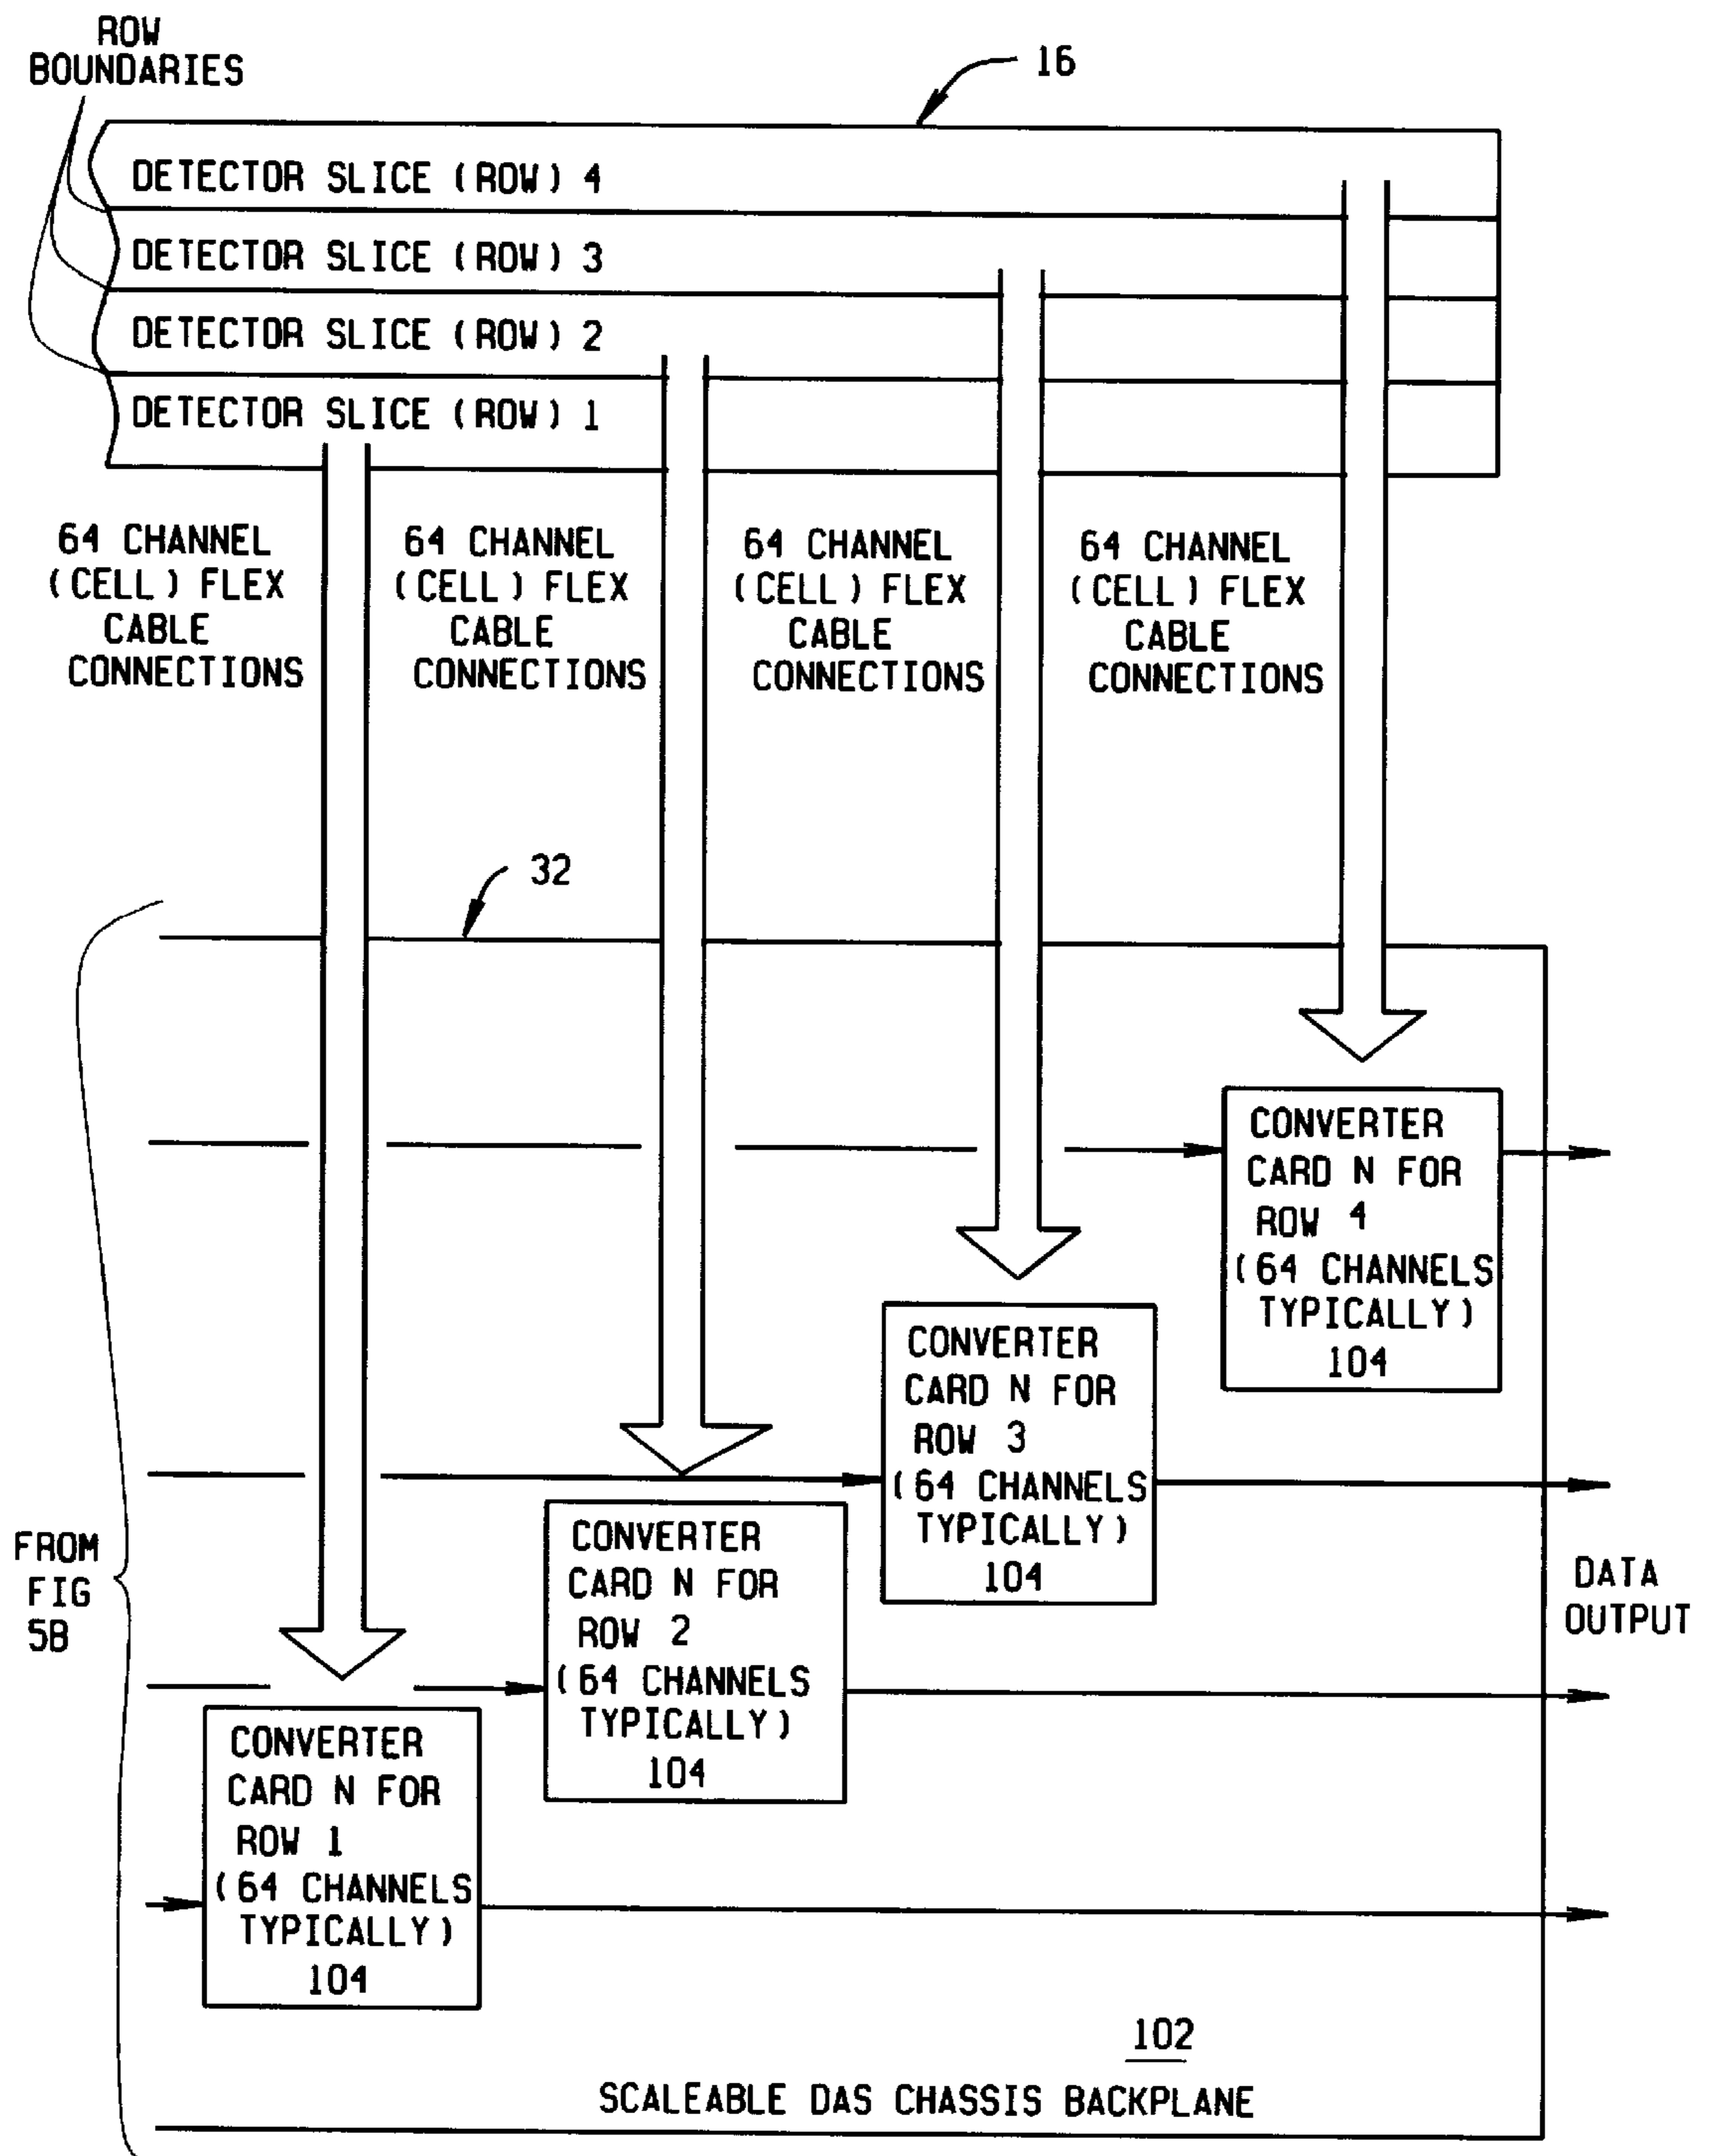 ROW
BOUNDARIES
16
DETECTOR SLICE (ROW) 4
DETECTOR SLICE (ROW) 3
DETECTOR SLICE (ROW) 2
DETECTOR SLICE (ROW) 1
64 CHANNEL
(CELL) FLEX
CABLE
CONNECTIONS
64 CHANNEL
(CELL) FLEX
CABLE
CONNECTIONS
64 CHANNEL
(CELL) FLEX
CABLE
CONNECTIONS
64 CHANNEL
(CELL) FLEX
CABLE
CONNECTIONS
32
CONVERTER
CARD N FOR
ROW 4
(64 CHANNELS
TYPICALLY)
104
CONVERTER
CARD N FOR
ROW 3
(64 CHANNELS
TYPICALLY)
104
CONVERTER
CARD N FOR
ROW 2
(64 CHANNELS
TYPICALLY)
104
CONVERTER
CARD N FOR
ROW 1
(64 CHANNELS
TYPICALLY)
104
FROM
FIG
5B
DATA
OUTPUT
102
SCALEABLE DAS CHASSIS BACKPLANE